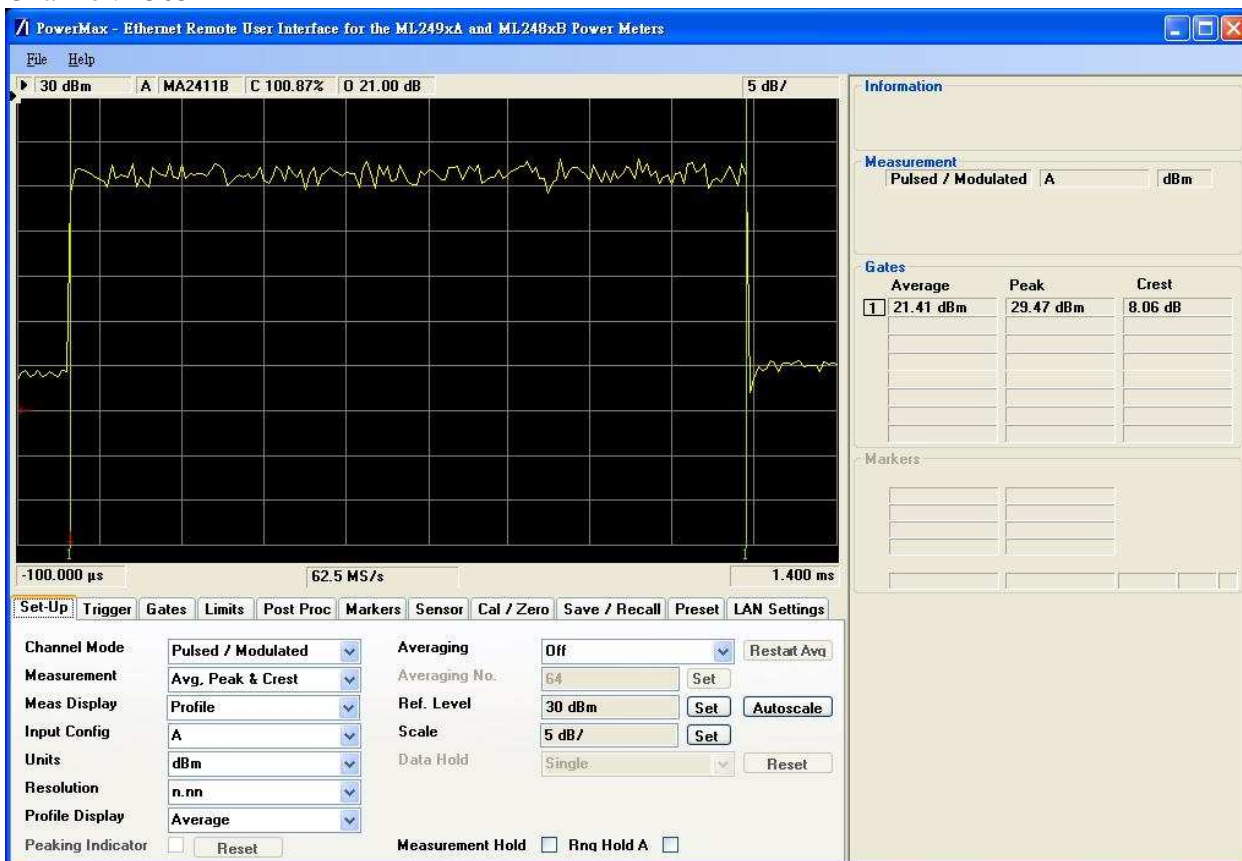 PowerMax - Ethernet Remote User Interface for the ML249xA and ML248xB Power Meters
File Help
30 dBm A MA2411B C 100.87% O 21.00 dB 5 dB/
1 1
-100.000 µs 62.5 MS/s 1.400 ms
Information
Measurement
Pulsed / Modulated A dBm
Gates
Average Peak Crest
1 21.41 dBm 29.47 dBm 8.06 dB
Markers
Set-Up Trigger Gates Limits Post Proc Markers Sensor Cal / Zero Save / Recall Preset LAN Settings
Channel Mode Pulsed / Modulated Averaging Off Restart Avg
Measurement Avg, Peak & Crest Averaging No. 64 Set
Meas Display Profile Ref. Level 30 dBm Set Autoscale
Input Config A Scale 5 dB/ Set
Units dBm Data Hold Single Reset
Resolution n.nn
Profile Display Average
Peaking Indicator Reset Measurement Hold Rng Hold A